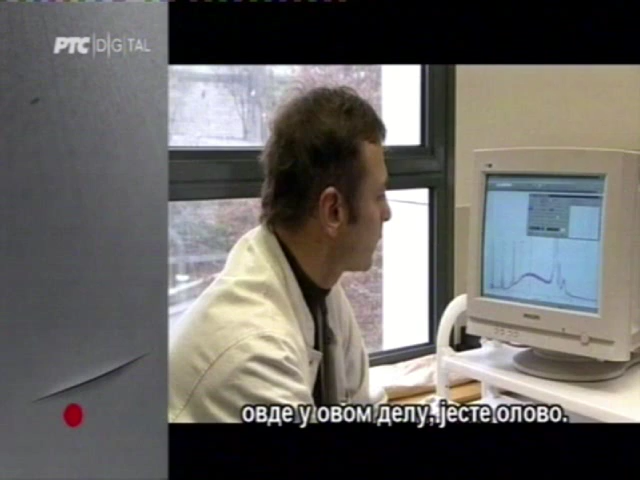 РТС DIGITAL
овде у овом делу, јесте олово.